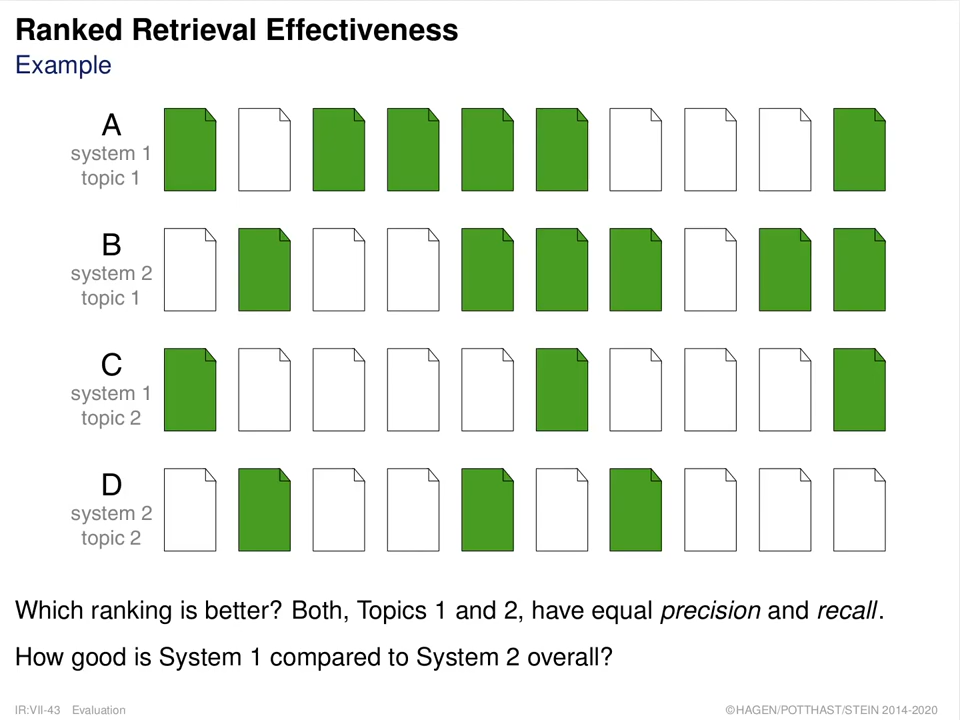 Ranked Retrieval Effectiveness
Example
A
system 1
topic 1
B
system 2
topic 1
C
system 1
topic 2
D
system 2
topic 2
Which ranking is better? Both, Topics 1 and 2, have equal precision and recall.
How good is System 1 compared to System 2 overall?
IR:VII-43 Evaluation ©HAGEN/POTTHAST/STEIN 2014-2020